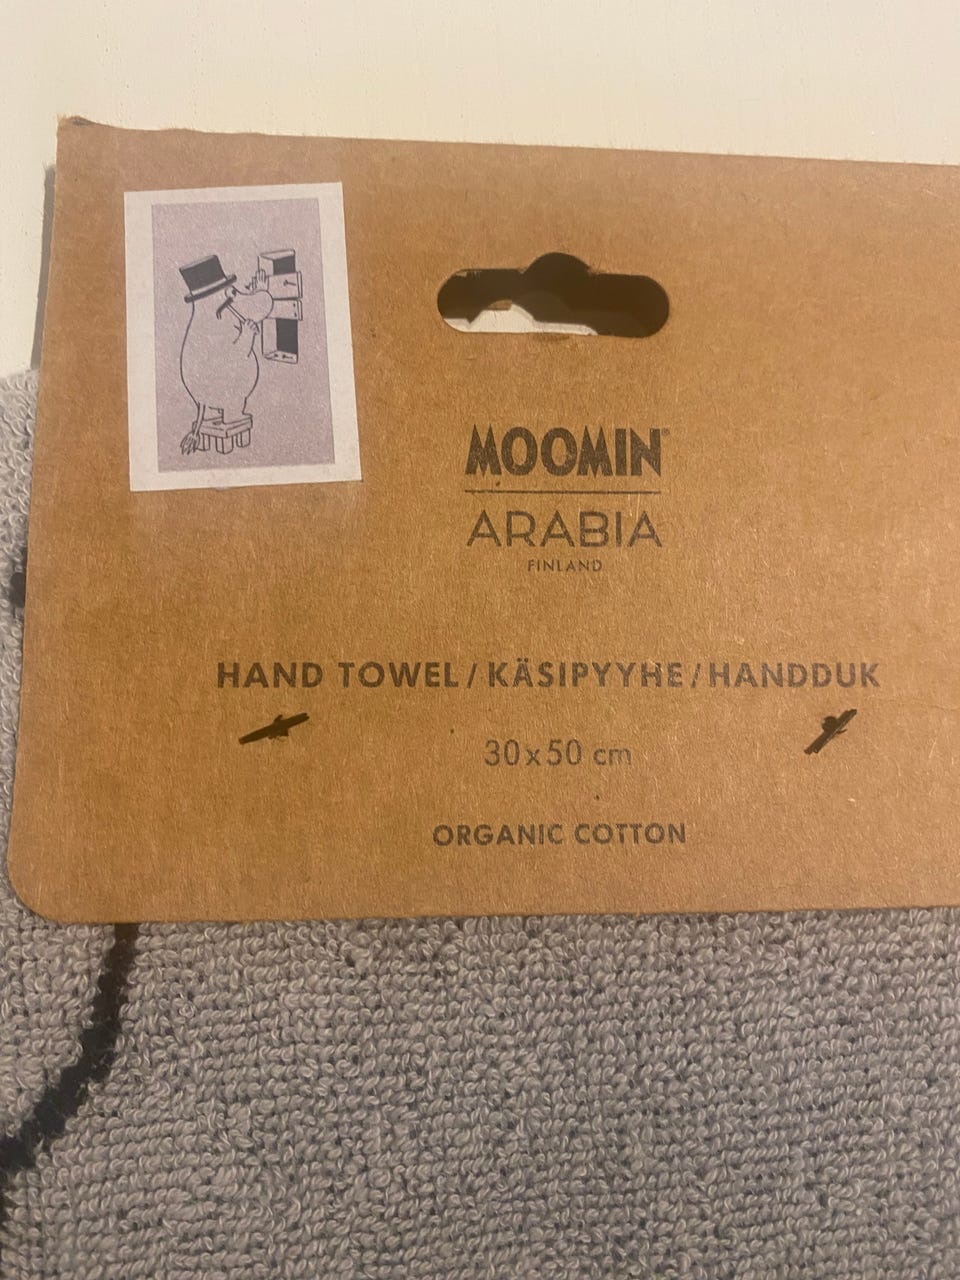 MOOMIN®
ARABIA
FINLAND
HAND TOWEL / KÄSIPYYHE / HANDDUK
30x50 cm
ORGANIC COTTON